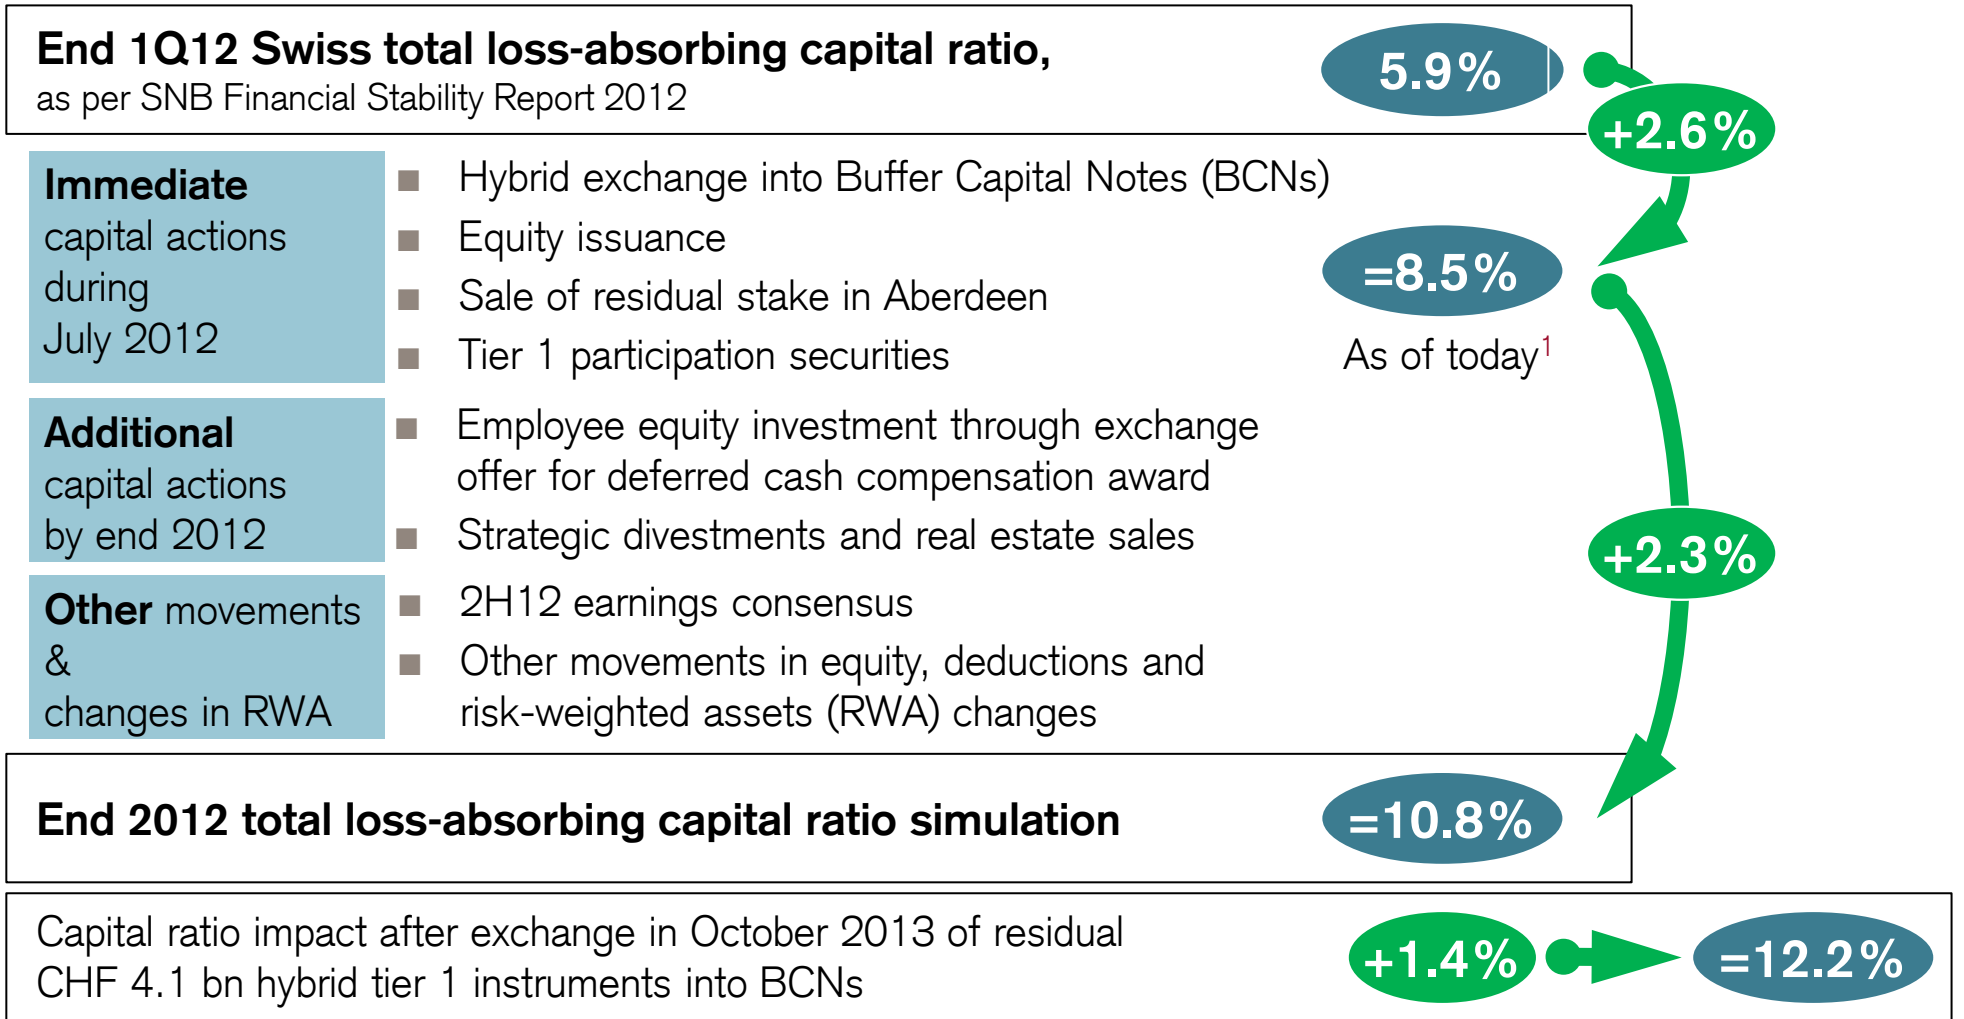 End 1Q12 Swiss total loss-absorbing capital ratio,
as per SNB Financial Stability Report 2012
5.9%
+2.6%
Immediate
capital actions
during
July 2012
■ Hybrid exchange into Buffer Capital Notes (BCNs)
■ Equity issuance
■ Sale of residual stake in Aberdeen
■ Tier 1 participation securities
=8.5%
As of today1
Additional
capital actions
by end 2012
■ Employee equity investment through exchange
offer for deferred cash compensation award
■ Strategic divestments and real estate sales
+2.3%
Other movements
&
changes in RWA
■ 2H12 earnings consensus
■ Other movements in equity, deductions and
risk-weighted assets (RWA) changes
End 2012 total loss-absorbing capital ratio simulation
=10.8%
Capital ratio impact after exchange in October 2013 of residual
CHF 4.1 bn hybrid tier 1 instruments into BCNs
+1.4%
=12.2%